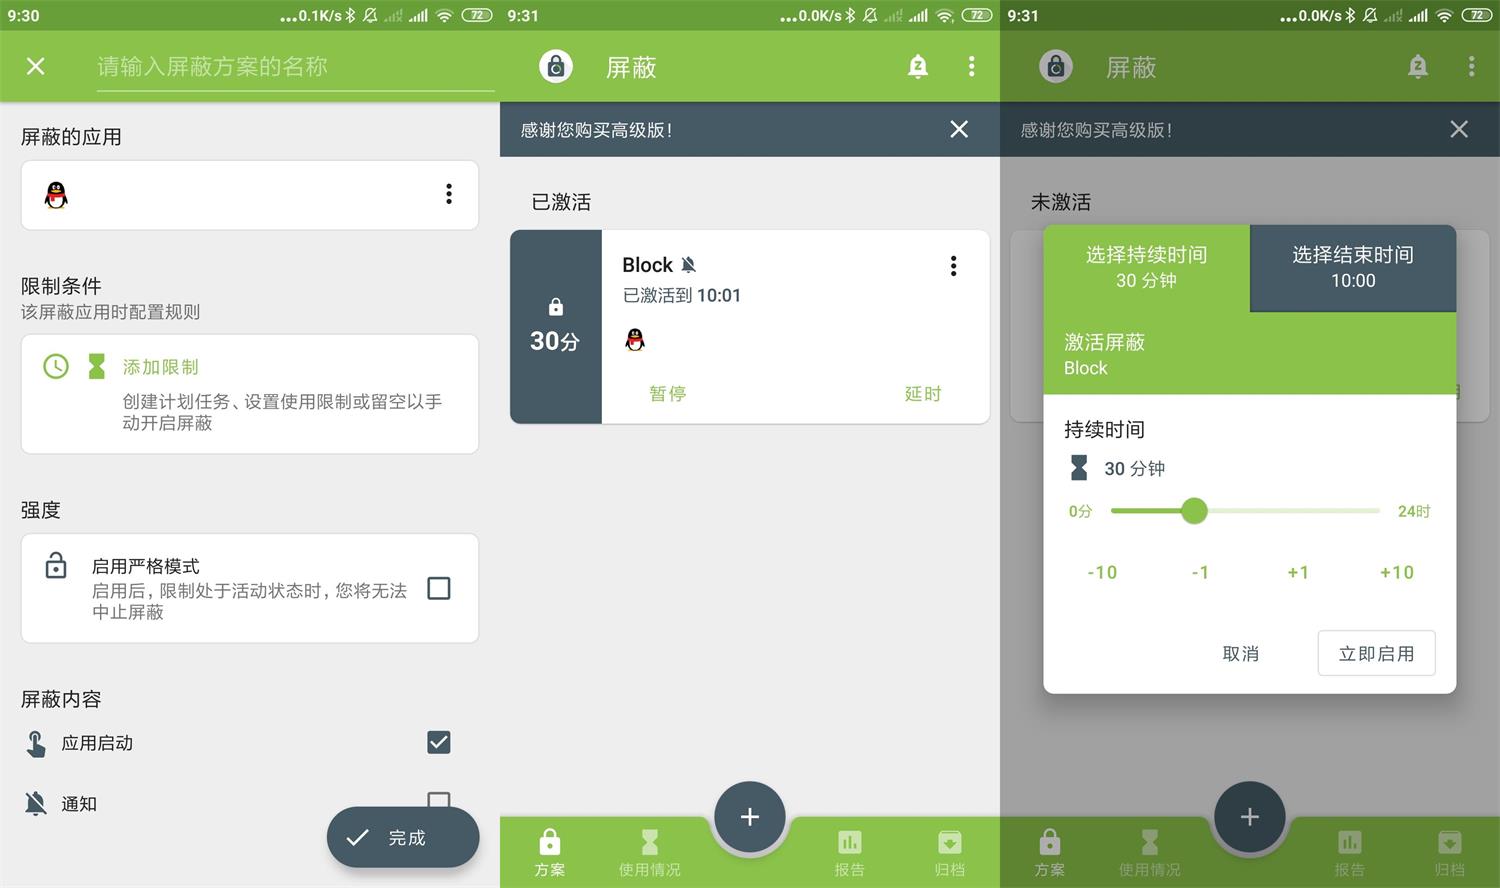 9:30
...0.1K/s
72
请输入屏蔽方案的名称
屏蔽的应用
限制条件
该屏蔽应用时配置规则
添加限制
创建计划任务、设置使用限制或留空以手
动开启屏蔽
强度
启用严格模式
启用后，限制处于活动状态时，您将无法
中止屏蔽
屏蔽内容
应用启动
通知
完成
9:31
...0.0K/s
72
屏蔽
感谢您购买高级版！
已激活
Block
已激活到 10:01
30分
暂停
延时
方案
使用情况
报告
归档
9:31
...0.0K/s
72
屏蔽
感谢您购买高级版！
未激活
选择持续时间
30 分钟
选择结束时间
10:00
激活屏蔽
Block
持续时间
30 分钟
0分
24时
-10
-1
+1
+10
取消
立即启用
方案
使用情况
报告
归档